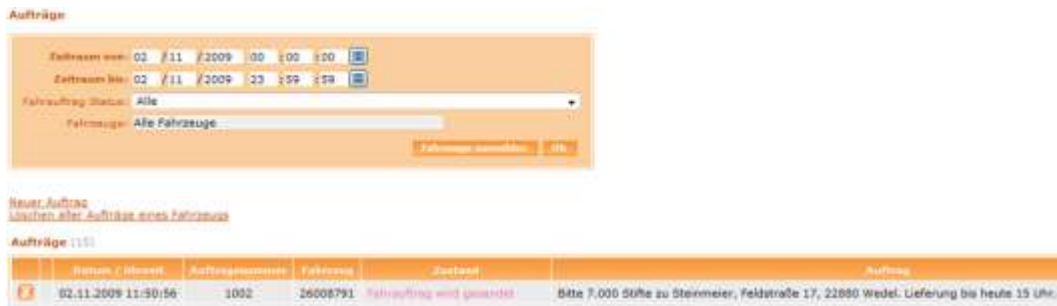 Aufträge
Zeitraum von: 02 / 11 / 2009 00 : 00 : 00
Zeitraum bis: 02 / 11 / 2009 23 : 59 : 59
Fahrauftrag Status: Alle
Fahrzeuge: Alle Fahrzeuge
Fahrzeuge auswählen Ok
Neuer Auftrag
Löschen aller Aufträge eines Fahrzeugs
Aufträge (15)
Datum / Uhrzeit Auftragsnummer Fahrzeug Zustand Auftrag
02.11.2009 11:50:56 1002 26008791 Fahrauftrag wird gesendet Bitte 7.000 Stifte zu Steinmeier, Feldstraße 17, 22880 Wedel. Lieferung bis heute 15 Uhr.